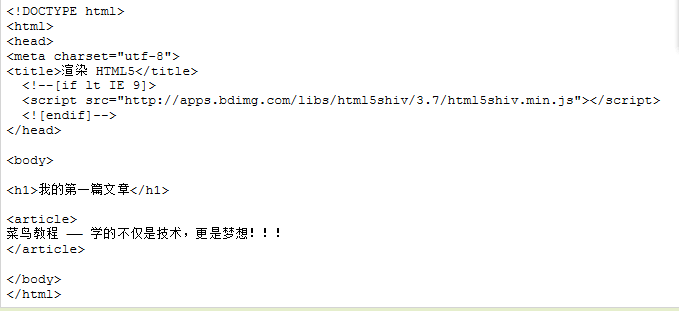 <!DOCTYPE html>
<html>
<head>
<meta charset="utf-8">
<title>渲染 HTML5</title>
<!--[if lt IE 9]>
<script src="http://apps.bdimg.com/libs/html5shiv/3.7/html5shiv.min.js"></script>
<![endif]-->
</head>
<body>
<h1>我的第一篇文章</h1>
<article>
菜鸟教程 —— 学的不仅是技术，更是梦想！！！
</article>
</body>
</html>